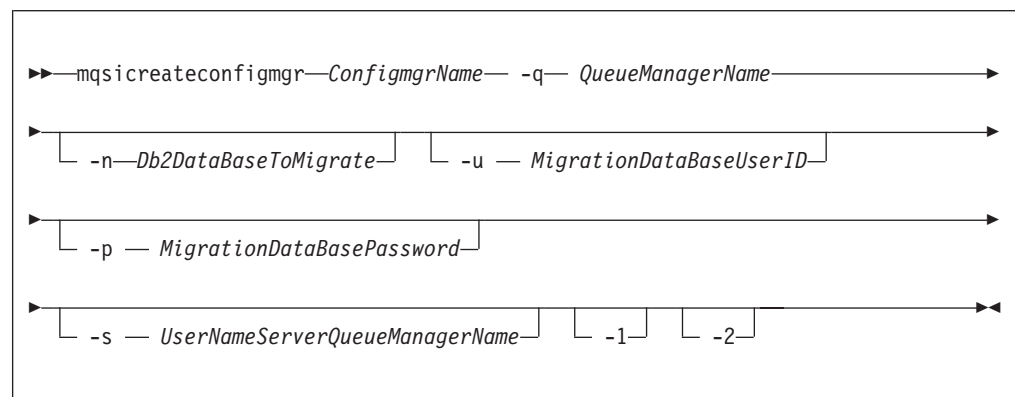 mqsicreateconfigmgr ConfigmgrName -q QueueManagerName
-n Db2DataBaseToMigrate -u MigrationDataBaseUserID
-p MigrationDataBasePassword
-s UserNameServerQueueManagerName -1 -2